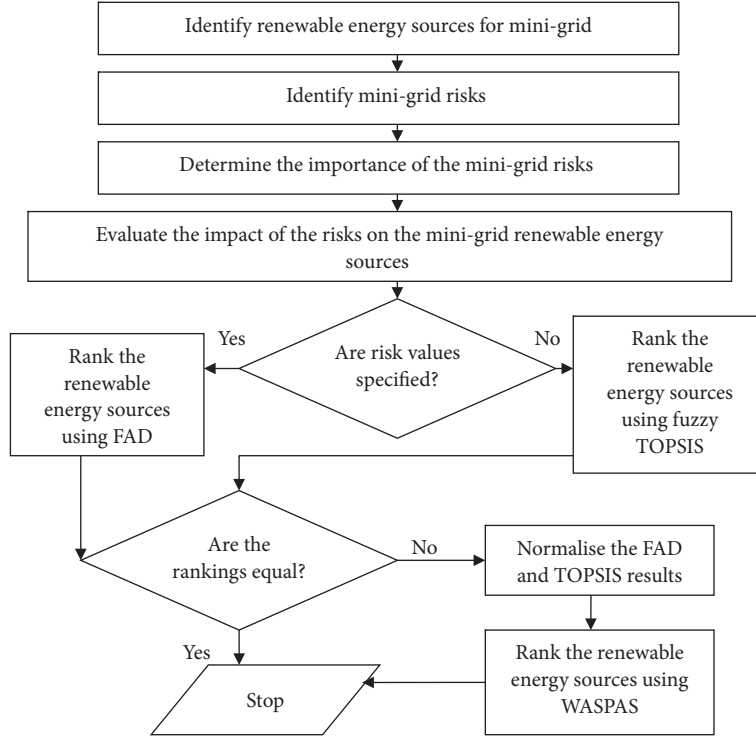 Identify renewable energy sources for mini-grid
Identify mini-grid risks
Determine the importance of the mini-grid risks
Evaluate the impact of the risks on the mini-grid renewable energy
sources
Yes
No
Are risk values
specified?
Rank the
renewable
energy sources
using FAD
Rank the
renewable
energy sources
using fuzzy
TOPSIS
Are the
rankings equal?
No
Normalise the FAD
and TOPSIS results
Yes
Rank the renewable
energy sources using
WASPAS
Stop